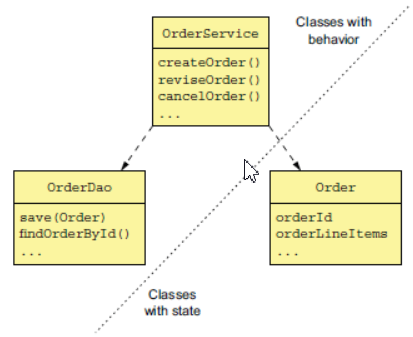 Classes with
behavior
OrderService
createOrder()
reviseOrder()
cancelOrder()
...
OrderDao
save(Order)
findOrderById()
...
Order
orderId
orderLineItems
...
Classes
with state